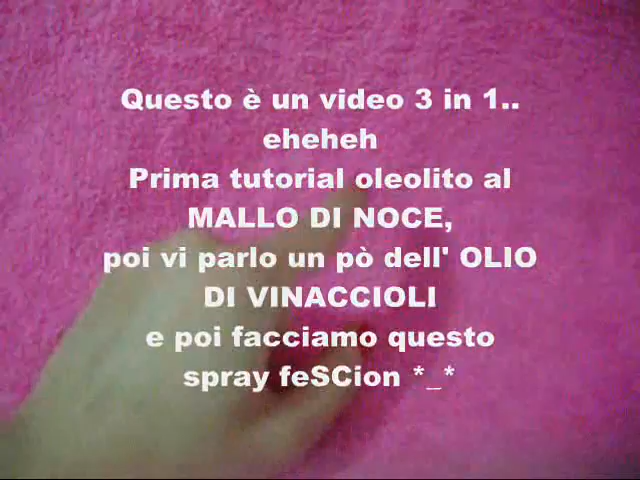 Questo è un video 3 in 1..
eheheh
Prima tutorial oleolito al
MALLO DI NOCE,
poi vi parlo un pò dell' OLIO
DI VINACCIOLI
e poi facciamo questo
spray feSCion *_*